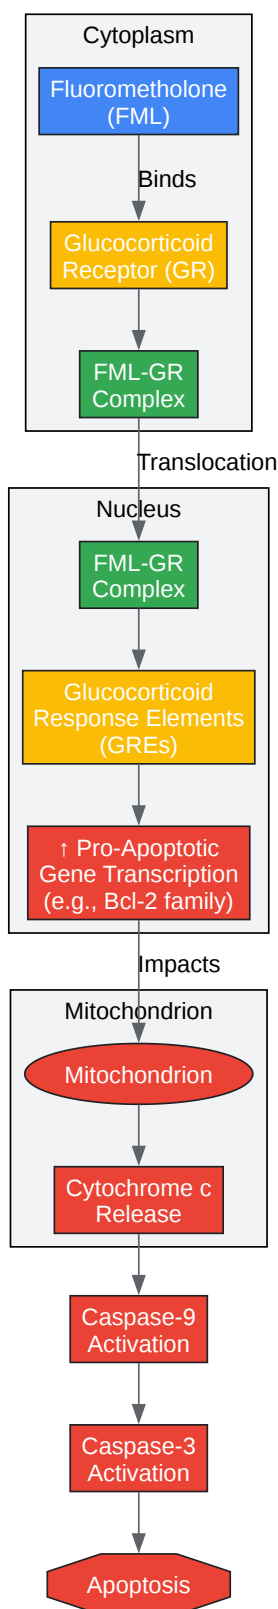 Cytoplasm
Fluorometholone
(FML)
Binds
Glucocorticoid
Receptor (GR)
FML-GR
Complex
Translocation
Nucleus
FML-GR
Complex
Glucocorticoid
Response Elements
(GREs)
↑ Pro-Apoptotic
Gene Transcription
(e.g., Bcl-2 family)
Impacts
Mitochondrion
Mitochondrion
Cytochrome c
Release
Caspase-9
Activation
Caspase-3
Activation
Apoptosis